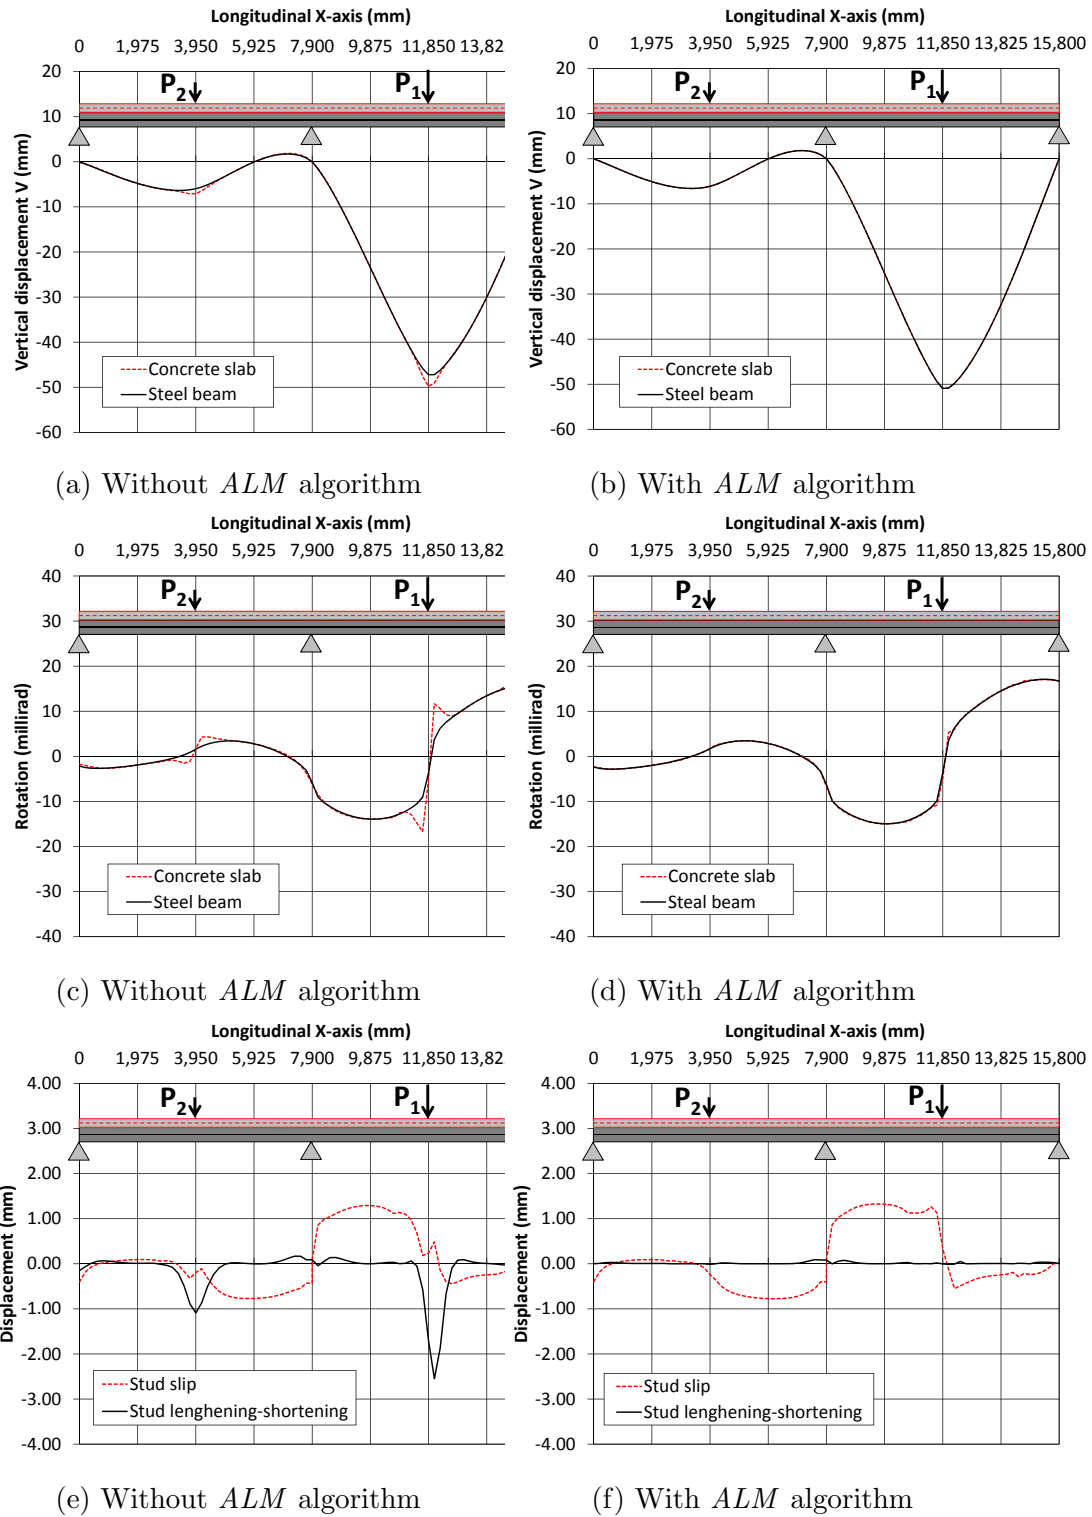 Longitudinal X-axis (mm)
0 1,975 3,950 5,925 7,900 9,875 11,850 13,825
20
10
0
-10
-20
-30
-40
-50
-60
Vertical displacement V (mm)
P2
P1
Concrete slab
Steel beam
(a) Without ALM algorithm
Longitudinal X-axis (mm)
0 1,975 3,950 5,925 7,900 9,875 11,850 13,825 15,800
20
10
0
-10
-20
-30
-40
-50
-60
Vertical displacement V (mm)
P2
P1
Concrete slab
Steel beam
(b) With ALM algorithm
Longitudinal X-axis (mm)
0 1,975 3,950 5,925 7,900 9,875 11,850 13,825
40
30
20
10
0
-10
-20
-30
-40
Rotation (millirad)
P2
P1
Concrete slab
Steel beam
(c) Without ALM algorithm
Longitudinal X-axis (mm)
0 1,975 3,950 5,925 7,900 9,875 11,850 13,825 15,800
40
30
20
10
0
-10
-20
-30
-40
Rotation (millirad)
P2
P1
Concrete slab
Steal beam
(d) With ALM algorithm
Longitudinal X-axis (mm)
0 1,975 3,950 5,925 7,900 9,875 11,850 13,825
4.00
3.00
2.00
1.00
0.00
-1.00
-2.00
-3.00
-4.00
Displacement (mm)
P2
P1
Stud slip
Stud lenghening-shortening
(e) Without ALM algorithm
Longitudinal X-axis (mm)
0 1,975 3,950 5,925 7,900 9,875 11,850 13,825 15,800
4.00
3.00
2.00
1.00
0.00
-1.00
-2.00
-3.00
-4.00
Displacement (mm)
P2
P1
Stud slip
Stud lenghening-shortening
(f) With ALM algorithm